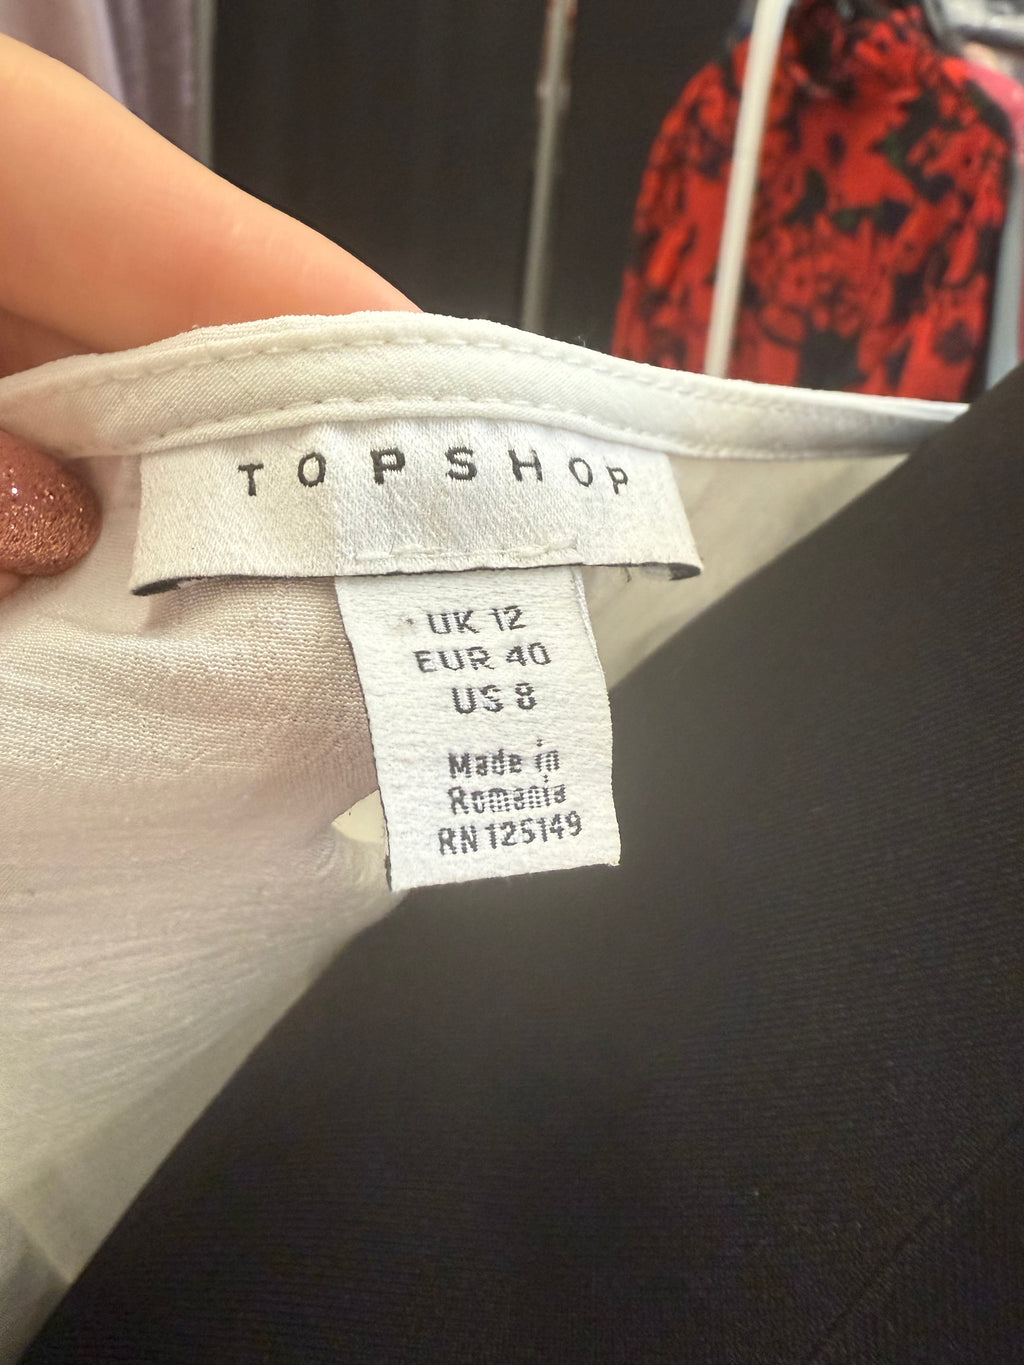 TOPSHOP
UK 12
EUR 40
US 8
Made in
Romania
RN 125149